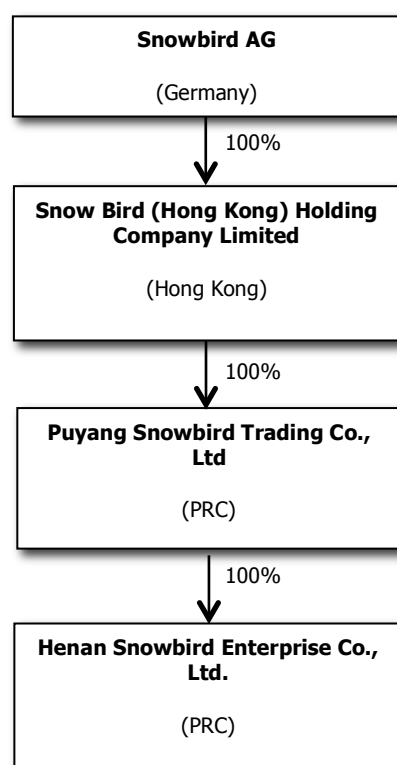 Snowbird AG
(Germany)
100%
Snow Bird (Hong Kong) Holding
Company Limited
(Hong Kong)
100%
Puyang Snowbird Trading Co.,
Ltd
(PRC)
100%
Henan Snowbird Enterprise Co.,
Ltd.
(PRC)